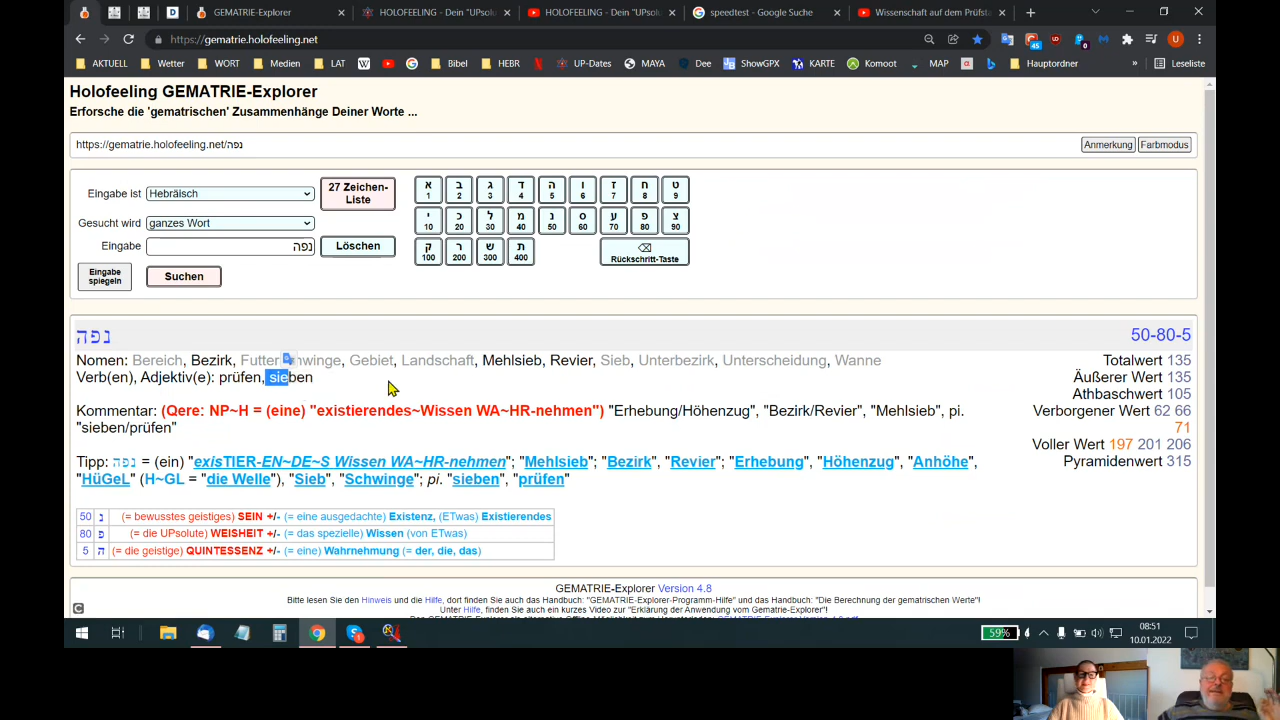 GEMATRIE-Explorer
HOLOFEELING - Dein "UPsolu
HOLOFEELING - Dein "UPsolu
speedtest - Google Suche
Wissenschaft auf dem Prüfsta
https://gematrie.holofeeling.net
AKTUELL Wetter WORT Medien LAT Bibel HEBR UP-Dates MAYA Dee ShowGPX KARTE Komoot MAP Hauptordner » Leseliste
Holofeeling GEMATRIE-Explorer
Erforsche die 'gematrischen' Zusammenhänge Deiner Worte ...
https://gematrie.holofeeling.net/נפה
Anmerkung Farbmodus
Eingabe ist Hebräisch
27 Zeichen-Liste
Gesucht wird ganzes Wort
Eingabe נפה
Löschen
Eingabe spiegeln
Suchen
א ב ג ד ה ו ז ח ט
1 2 3 4 5 6 7 8 9
י כ ל מ נ ס ע פ צ
10 20 30 40 50 60 70 80 90
ק ר ש ת
100 200 300 400
⌫
Rückschritt-Taste
נפה 50-80-5
Nomen: Bereich, Bezirk, Gebiet, Landschaft, Mehlsieb, Revier, Sieb, Unterbezirk, Unterscheidung, Wanne
Verb(en), Adjektiv(e): prüfen, sieben
Kommentar: (Qere: NP~H = (eine) "existierendes~Wissen WA~HR-nehmen") "Erhebung/Höhenzug", "Bezirk/Revier", "Mehlsieb", pi.
"sieben/prüfen"
Tipp: נפה = (ein) "exisTIER-EN~DE~S Wissen WA~HR-nehmen"; "Mehlsieb"; "Bezirk", "Revier"; "Erhebung", "Höhenzug", "Anhöhe",
"HüGeL" (H~GL = "die Welle"), "Sieb", "Schwinge"; pi. "sieben", "prüfen"
Totalwert 135
Äußerer Wert 135
Athbaschwert 105
Verborgener Wert 62 66
71
Voller Wert 197 201 206
Pyramidenwert 315
50 נ (= bewusstes geistiges) SEIN +/- (= eine ausgedachte) Existenz, (ETwas) Existierendes
80 פ (= die UPsolute) WEISHEIT +/- (= das spezielle) Wissen (von ETwas)
5 ה (= die geistige) QUINTESSENZ +/- (= eine) Wahrnehmung (= der, die, das)
GEMATRIE-Explorer Version 4.8
Bitte lesen Sie den Hinweis und die Hilfe, dort finden Sie auch das Handbuch: "GEMATRIE-Explorer-Programm-Hilfe" und das Handbuch: "Die Berechnung der gematrischen Werte"!
Unter Hilfe, finden Sie auch ein kurzes Video zur "Erklärung der Anwendung vom Gematrie-Explorer"!
59%
08:51
10.01.2022